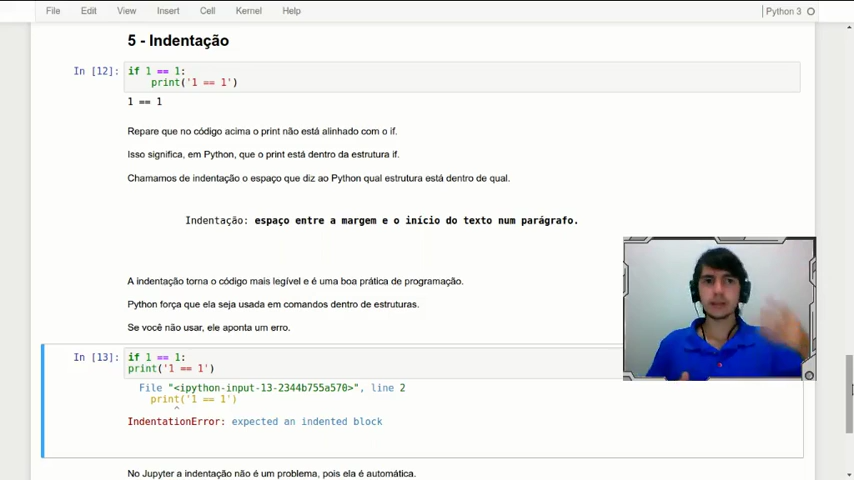 File Edit View Insert Cell Kernel Help Python 3
5 - Indentação
In [12]: if 1 == 1:
print('1 == 1')
1 == 1
Repare que no código acima o print não está alinhado com o if.
Isso significa, em Python, que o print está dentro da estrutura if.
Chamamos de indentação o espaço que diz ao Python qual estrutura está dentro de qual.
Indentação: espaço entre a margem e o início do texto num parágrafo.
A indentação torna o código mais legível e é uma boa prática de programação.
Python força que ela seja usada em comandos dentro de estruturas.
Se você não usar, ele aponta um erro.
In [13]: if 1 == 1:
print('1 == 1')
File "<ipython-input-13-2344b755a570>", line 2
print('1 == 1')
^
IndentationError: expected an indented block
No Jupyter a indentação não é um problema, pois ela é automática.